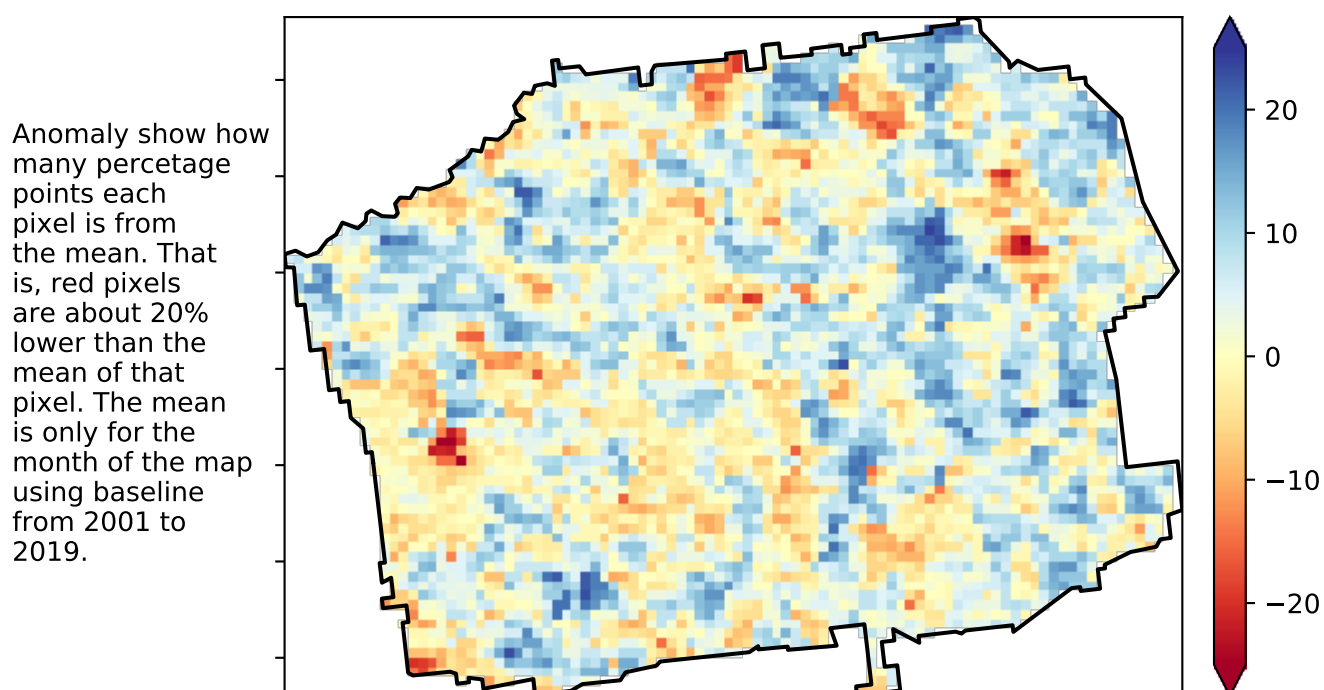 Anomaly show how
many percetage
points each
pixel is from
the mean. That
is, red pixels
are about 20%
lower than the
mean of that
pixel. The mean
is only for the
month of the map
using baseline
from 2001 to
2019.
20
10
0
−10
−20